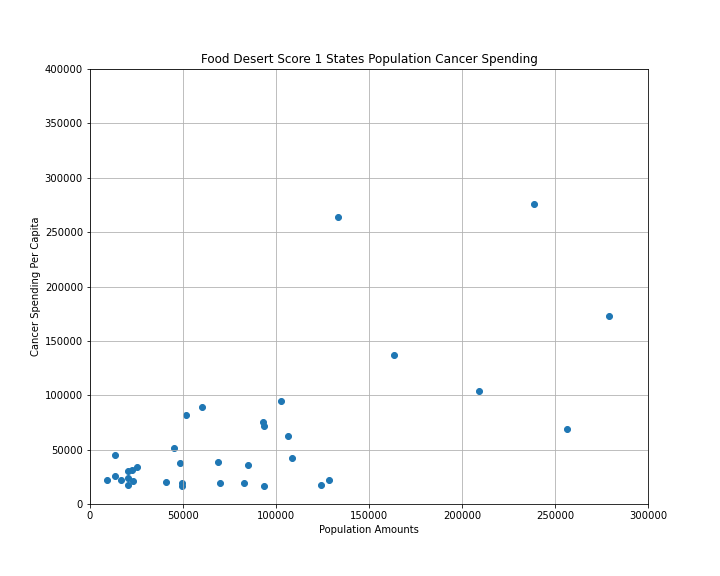 Food Desert Score 1 States Population Cancer Spending
400000
350000
300000
250000
200000
150000
100000
50000
0
Cancer Spending Per Capita
0 50000 100000 150000 200000 250000 300000
Population Amounts